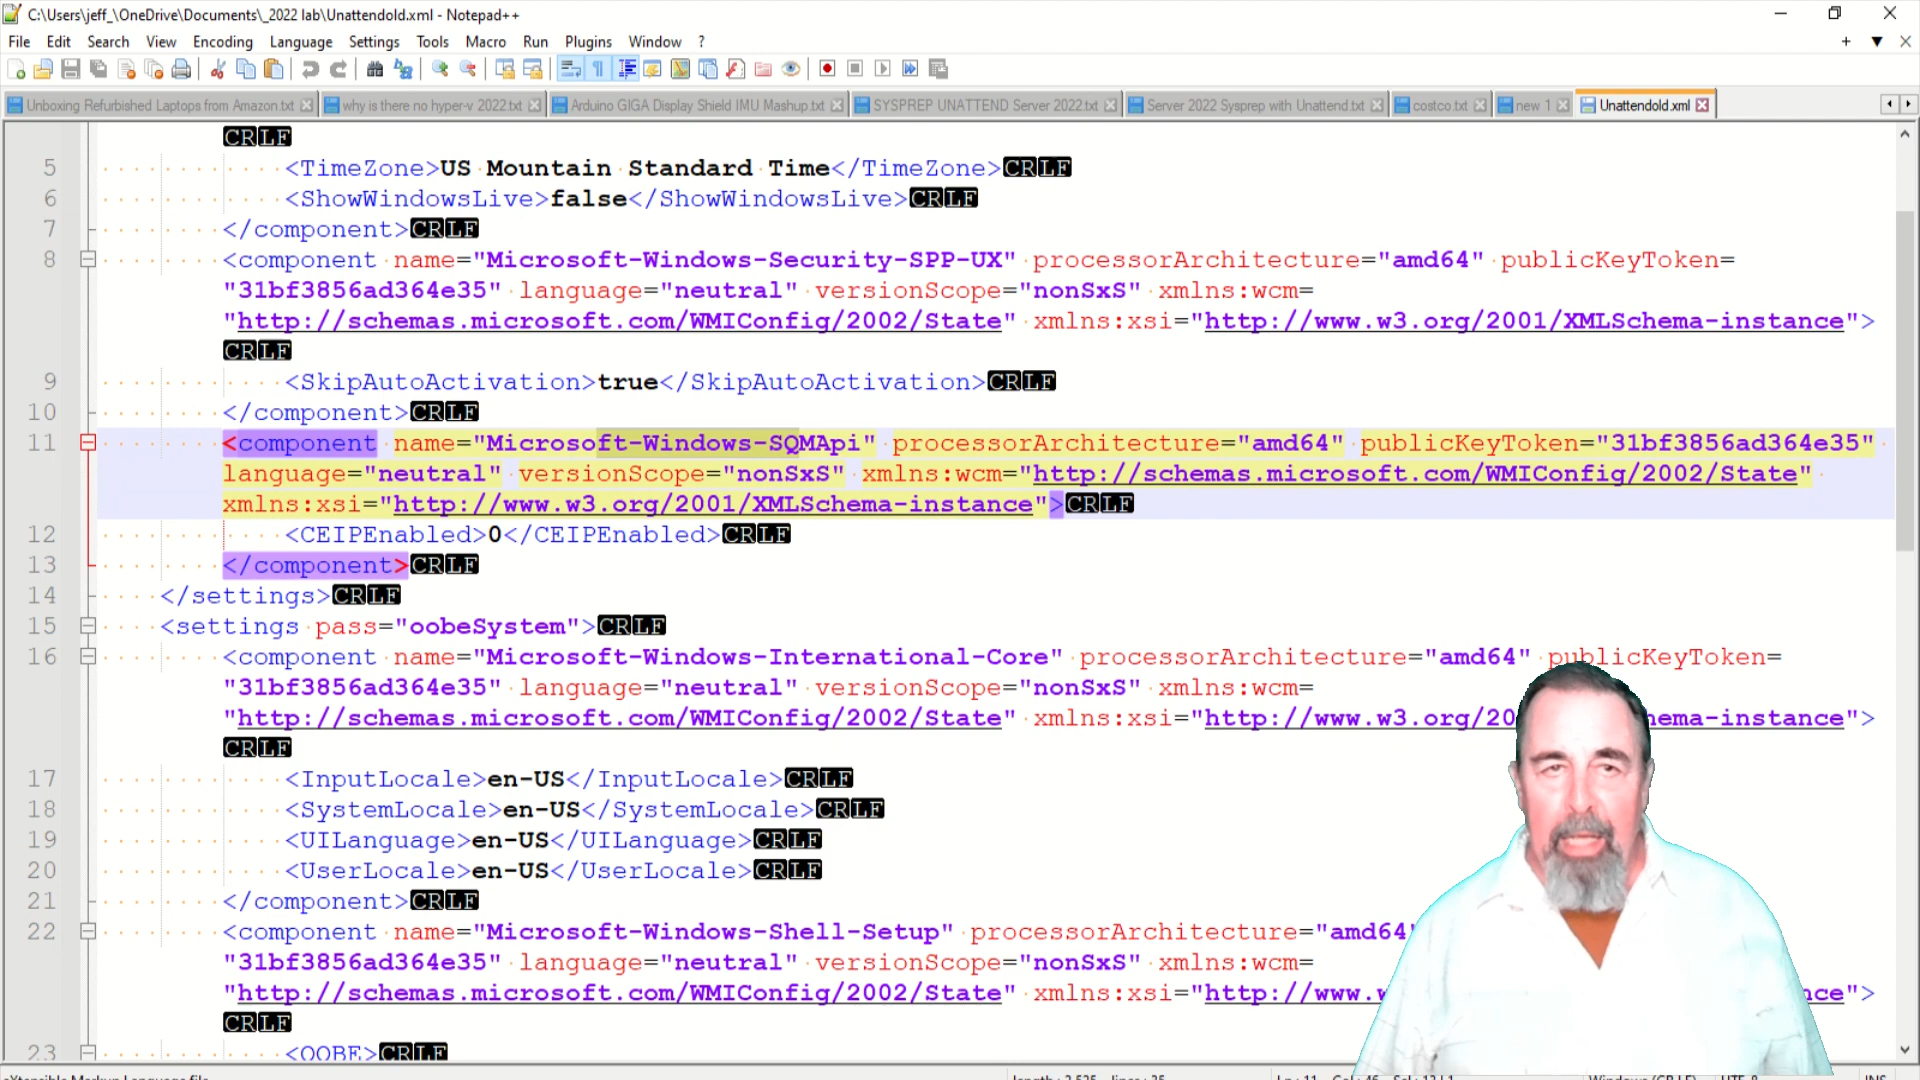 C:\Users\jeff_\OneDrive\Documents\_2022 lab\Unattendold.xml - Notepad++
File Edit Search View Encoding Language Settings Tools Macro Run Plugins Window ?
Unboxing Refurbished Laptops from Amazon.txt why is there no hyper-v 2022.txt Arduino GIGA Display Shield IMU Mashup.txt SYSPREP UNATTEND Server 2022.txt Server 2022 Sysprep with Unattend.txt costco.txt new 1 Unattendold.xml
CRLF
5 <TimeZone>US Mountain Standard Time</TimeZone>CRLF
6 <ShowWindowsLive>false</ShowWindowsLive>CRLF
7 </component>CRLF
8 <component name="Microsoft-Windows-Security-SPP-UX" processorArchitecture="amd64" publicKeyToken=
"31bf3856ad364e35" language="neutral" versionScope="nonSxS" xmlns:wcm=
"http://schemas.microsoft.com/WMIConfig/2002/State" xmlns:xsi="http://www.w3.org/2001/XMLSchema-instance">
CRLF
9 <SkipAutoActivation>true</SkipAutoActivation>CRLF
10 </component>CRLF
11 <component name="Microsoft-Windows-SQMApi" processorArchitecture="amd64" publicKeyToken="31bf3856ad364e35"
language="neutral" versionScope="nonSxS" xmlns:wcm="http://schemas.microsoft.com/WMIConfig/2002/State"
xmlns:xsi="http://www.w3.org/2001/XMLSchema-instance">CRLF
12 <CEIPEnabled>0</CEIPEnabled>CRLF
13 </component>CRLF
14 </settings>CRLF
15 <settings pass="oobeSystem">CRLF
16 <component name="Microsoft-Windows-International-Core" processorArchitecture="amd64" publicKeyToken=
"31bf3856ad364e35" language="neutral" versionScope="nonSxS" xmlns:wcm=
"http://schemas.microsoft.com/WMIConfig/2002/State" xmlns:xsi="http://www.w3.org/20 hema-instance">
CRLF
17 <InputLocale>en-US</InputLocale>CRLF
18 <SystemLocale>en-US</SystemLocale>CRLF
19 <UILanguage>en-US</UILanguage>CRLF
20 <UserLocale>en-US</UserLocale>CRLF
21 </component>CRLF
22 <component name="Microsoft-Windows-Shell-Setup" processorArchitecture="amd64"
"31bf3856ad364e35" language="neutral" versionScope="nonSxS" xmlns:wcm=
"http://schemas.microsoft.com/WMIConfig/2002/State" xmlns:xsi="http://www.w nce">
CRLF
23 <OOBE>CRLF